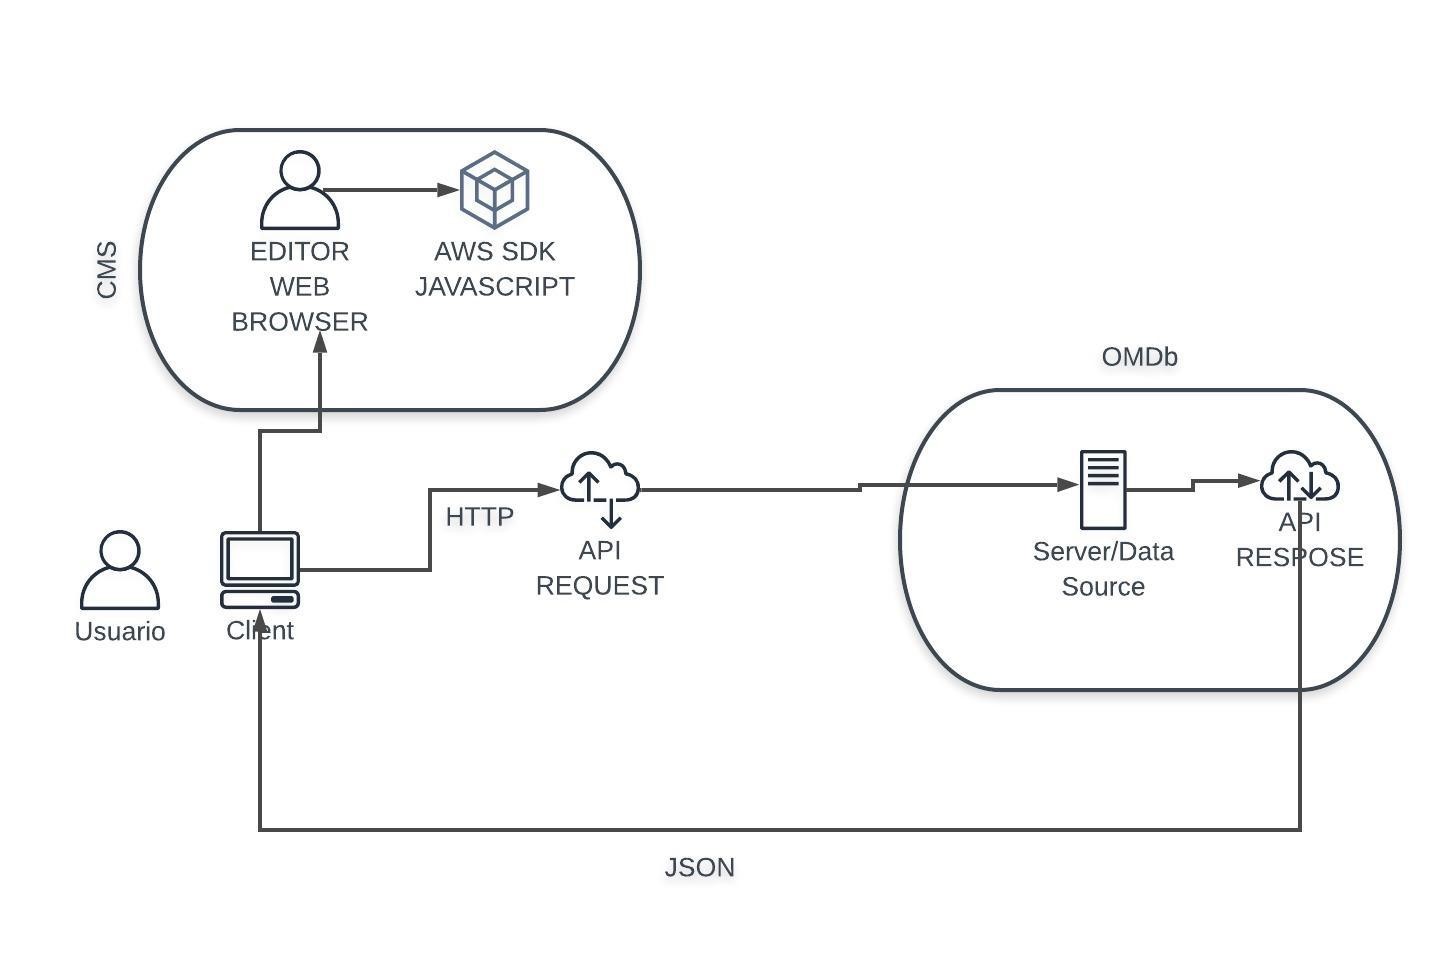 CMS
EDITOR
WEB
BROWSER
AWS SDK
JAVASCRIPT
OMDb
HTTP
API
REQUEST
Server/Data
Source
API
RESPOSE
Usuario
Client
JSON